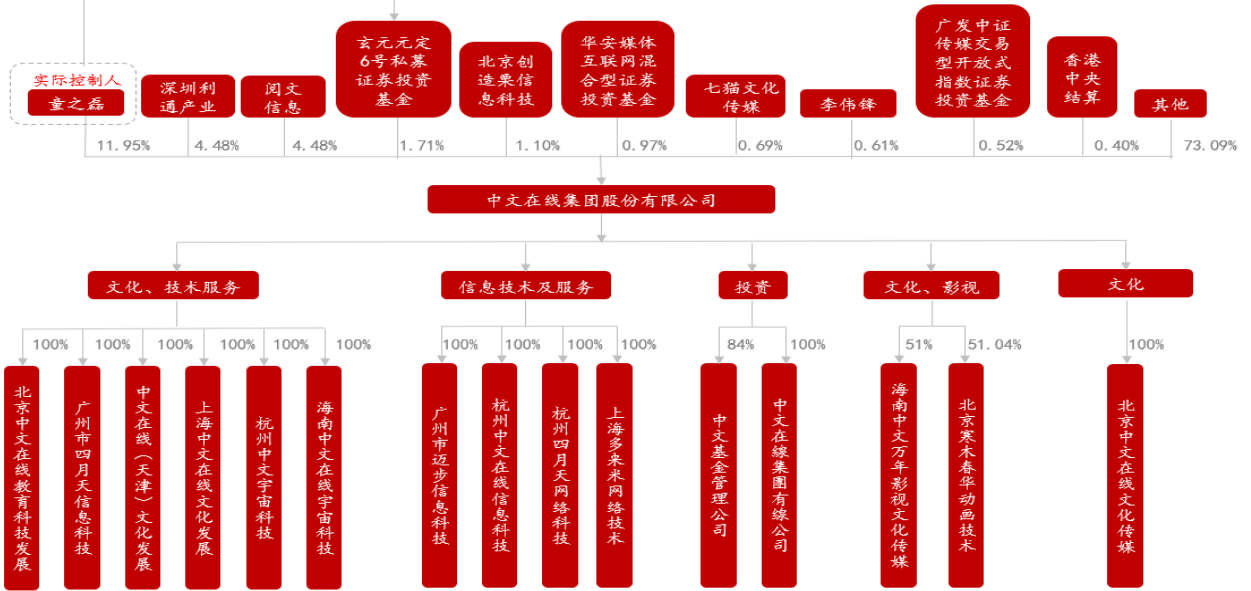 实际控制人
童之磊
深圳利
通产业
阅文
信息
玄元元定
6号私募
证券投资
基金
北京创
造栗信
息科技
华安媒体
互联网混
合型证券
投资基金
七猫文化
传媒
李伟锋
广发中证
传媒交易
型开放式
指数证券
投资基金
香港
中央
结算
其他
11.95%
4.48%
4.48%
1.71%
1.10%
0.97%
0.69%
0.61%
0.52%
0.40%
73.09%
中文在线集团股份有限公司
文化、技术服务
信息技术及服务
投资
文化、影视
文化
100%
100%
100%
100%
100%
100%
100%
100%
100%
100%
84%
100%
51%
51.04%
100%
北京中文在线教育科技发展
广州市四月天信息科技
中文在线（天津）文化发展
上海中文在线文化发展
杭州中文宇宙科技
海南中文在线宇宙科技
广州市迈步信息科技
杭州中文在线信息科技
杭州四月天网络科技
上海多来米网络技术
中文基金管理公司
中文在線集團有線公司
海南中文万年影视文化传媒
北京寒木春华动画技术
北京中文在线文化传媒